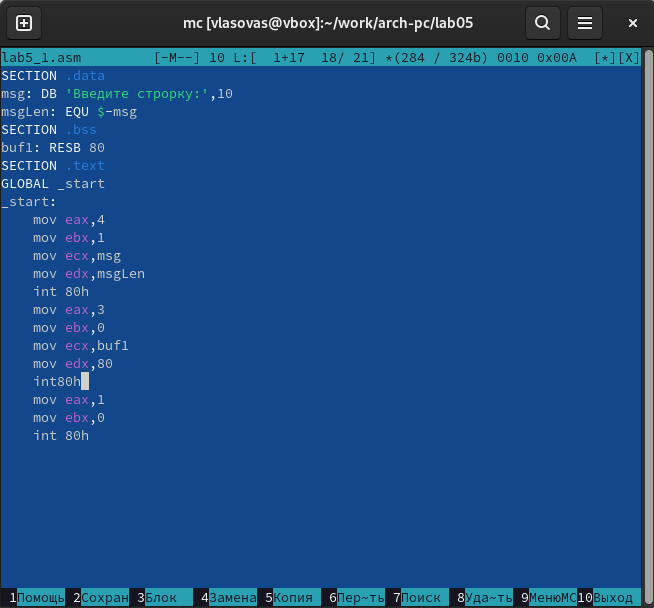 mc [vlasovas@vbox]:~/work/arch-pc/lab05
lab5_1.asm [-M--] 10 L:[ 1+17 18/ 21] *(284 / 324b) 0010 0x00A [*][X]
SECTION .data
msg: DB 'Введите строрку:',10
msgLen: EQU $-msg
SECTION .bss
buf1: RESB 80
SECTION .text
GLOBAL _start
_start:
mov eax,4
mov ebx,1
mov ecx,msg
mov edx,msgLen
int 80h
mov eax,3
mov ebx,0
mov ecx,buf1
mov edx,80
int80h
mov eax,1
mov ebx,0
int 80h
1Помощь 2Сохран 3Блок 4Замена 5Копия 6Пер~ть 7Поиск 8Уда~ть 9МенюMC 10Выход